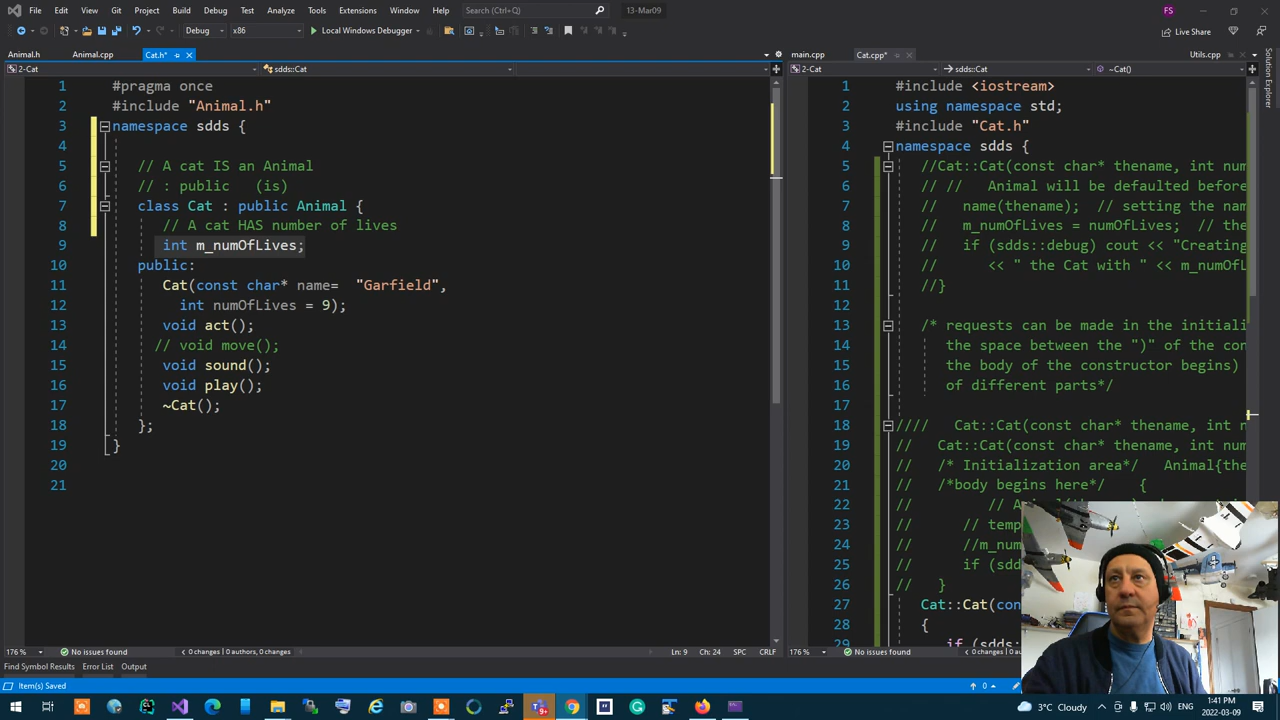 File Edit View Git Project Build Debug Test Analyze Tools Extensions Window Help Search (Ctrl+Q) 13-Mar09 FS
Debug x86 Local Windows Debugger Live Share
Animal.h Animal.cpp Cat.h* main.cpp Cat.cpp* Utils.cpp
2-Cat sdds::Cat 2-Cat sdds::Cat ~Cat()
1 #pragma once
2 #include "Animal.h"
3 namespace sdds {
4
5 // A cat IS an Animal
6 // : public (is)
7 class Cat : public Animal {
8 // A cat HAS number of lives
9 int m_numOfLives;
10 public:
11 Cat(const char* name= "Garfield",
12 int numOfLives = 9);
13 void act();
14 // void move();
15 void sound();
16 void play();
17 ~Cat();
18 };
19 }
20
21
1 #include <iostream>
2 using namespace std;
3 #include "Cat.h"
4 namespace sdds {
5 //Cat::Cat(const char* thename, int num
6 // // Animal will be defaulted before
7 // name(thename); // setting the nam
8 // m_numOfLives = numOfLives; // the
9 // if (sdds::debug) cout << "Creating
10 // << " the Cat with " << m_numOfL
11 //}
12
13 /* requests can be made in the initiali
14 the space between the ")" of the con
15 the body of the constructor begins)
16 of different parts*/
17
18 //// Cat::Cat(const char* thename, int n
19 // Cat::Cat(const char* thename, int num
20 // /* Initialization area*/ Animal{the
21 // /*body begins here*/ {
22 // // A
23 // // temp
24 // //m_num
25 // if (sdd
26 // }
27 Cat::Cat(con
28 {
29 if (sdds:
176 % No issues found 0 changes | 0 authors, 0 changes Ln: 9 Ch: 24 SPC CRLF 176 % No issues found
Find Symbol Results Error List Output
Item(s) Saved 0
Solution Explorer
3°C Cloudy ENG 1:41 PM
2022-03-09